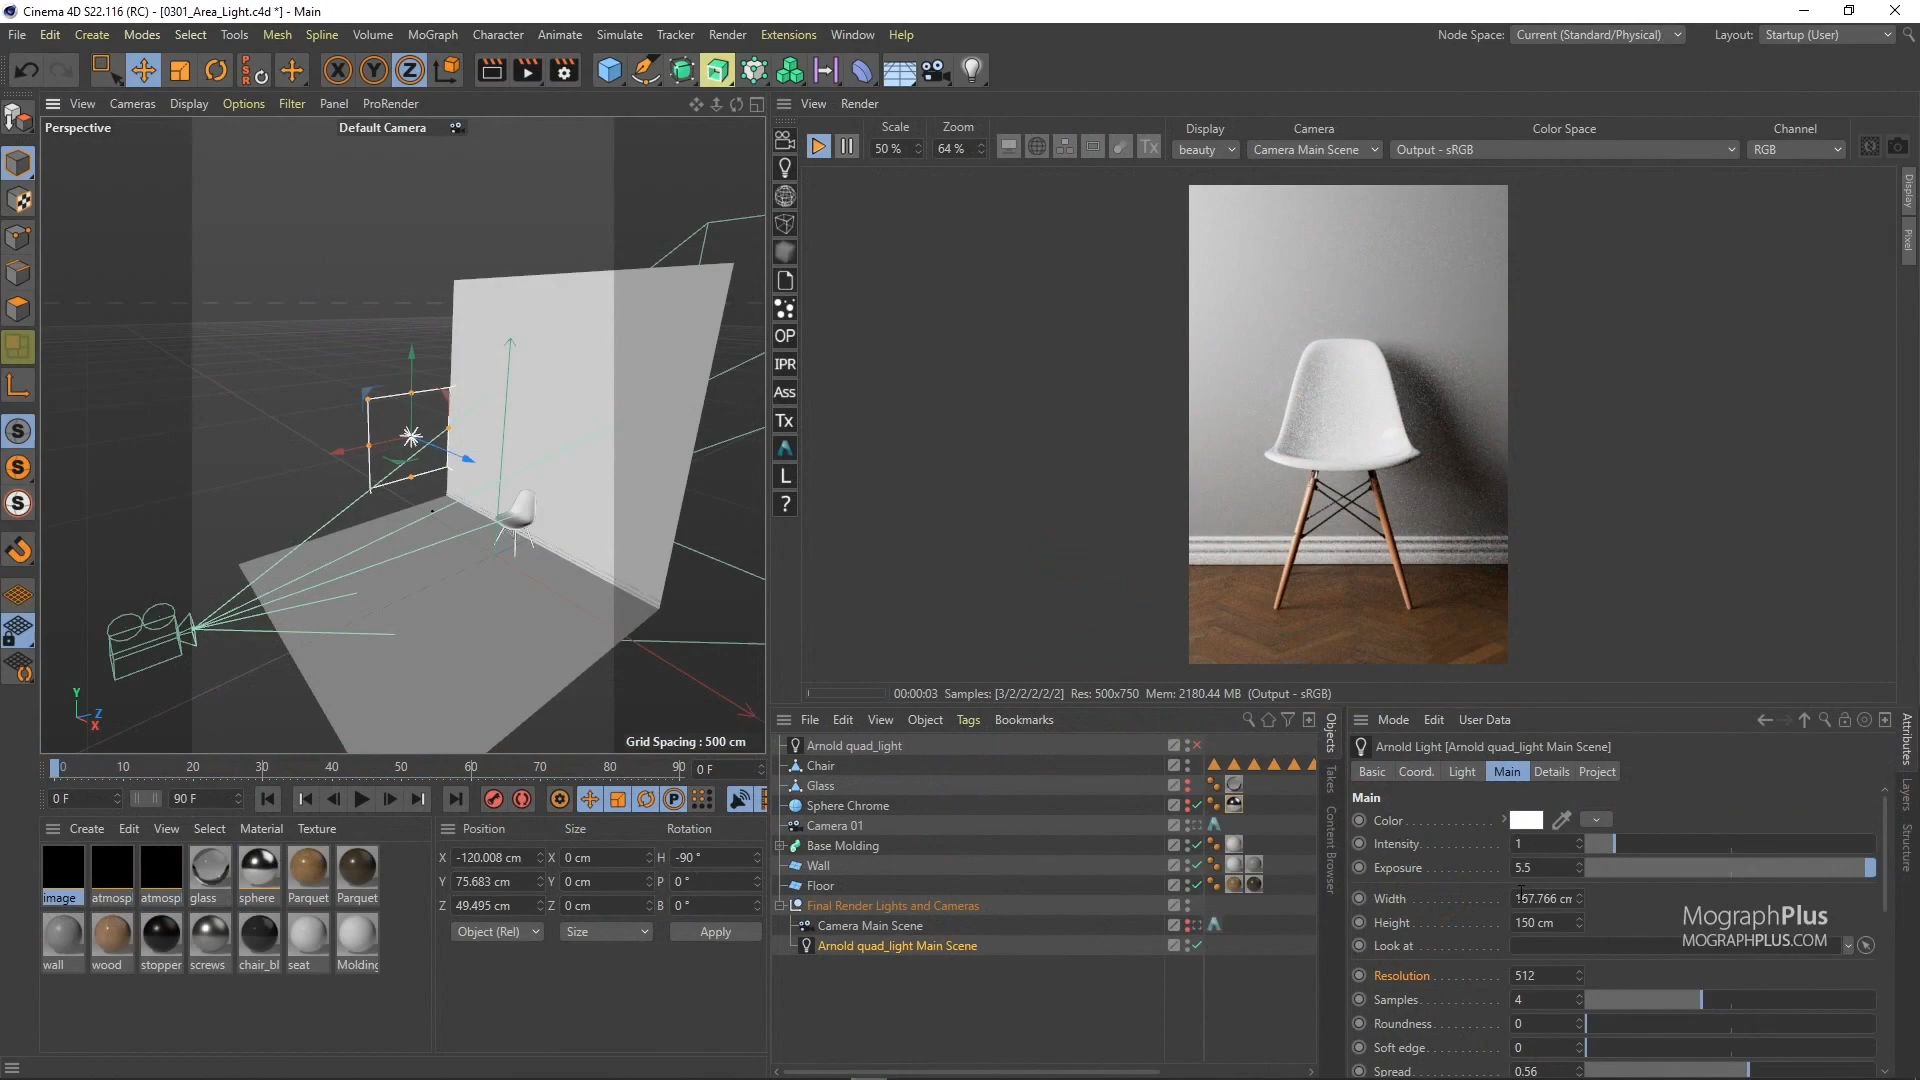 Cinema 4D S22.116 (RC) - [0301_Area_Light.c4d *] - Main
File Edit Create Modes Select Tools Mesh Spline Volume MoGraph Character Animate Simulate Tracker Render Extensions Window Help
Node Space: Current (Standard/Physical) Layout: Startup (User)
PSR X Y Z
View Cameras Display Options Filter Panel ProRender
View Render
Perspective Default Camera
Scale Zoom Display Camera Color Space Channel
50 % 64 % Tx beauty Camera Main Scene Output - sRGB RGB
Display
Pixel
OP
IPR
Ass
Tx
L
?
S
S
S
Y
Z
X
Grid Spacing : 500 cm
00:00:03 Samples: [3/2/2/2/2/2] Res: 500x750 Mem: 2180.44 MB (Output - sRGB)
0 10 20 30 40 50 60 70 80 90 0 F
0 F 90 F
Create Edit View Select Material Texture
image atmosp atmosp glass sphere Parquet Parquet
wall wood stopper screws chair_bl seat Molding
Position Size Rotation
X -120.008 cm X 0 cm H -90 °
Y 75.683 cm Y 0 cm P 0 °
Z 49.495 cm Z 0 cm B 0 °
Object (Rel) Size Apply
File Edit View Object Tags Bookmarks
Arnold quad_light
Chair
Glass
Sphere Chrome
Camera 01
Base Molding
Wall
Floor
Final Render Lights and Cameras
Camera Main Scene
Arnold quad_light Main Scene
Objects
Takes
Content Browser
Mode Edit User Data
Arnold Light [Arnold quad_light Main Scene]
Basic Coord. Light Main Details Project
Main
Color
Intensity 1
Exposure 5.5
Width 57.766 cm
Height 150 cm
Look at
Resolution 512
Samples 4
Roundness 0
Soft edge 0
Spread 0.56
MographPlus
MOGRAPHPLUS.COM
Attributes
Layers
Structure